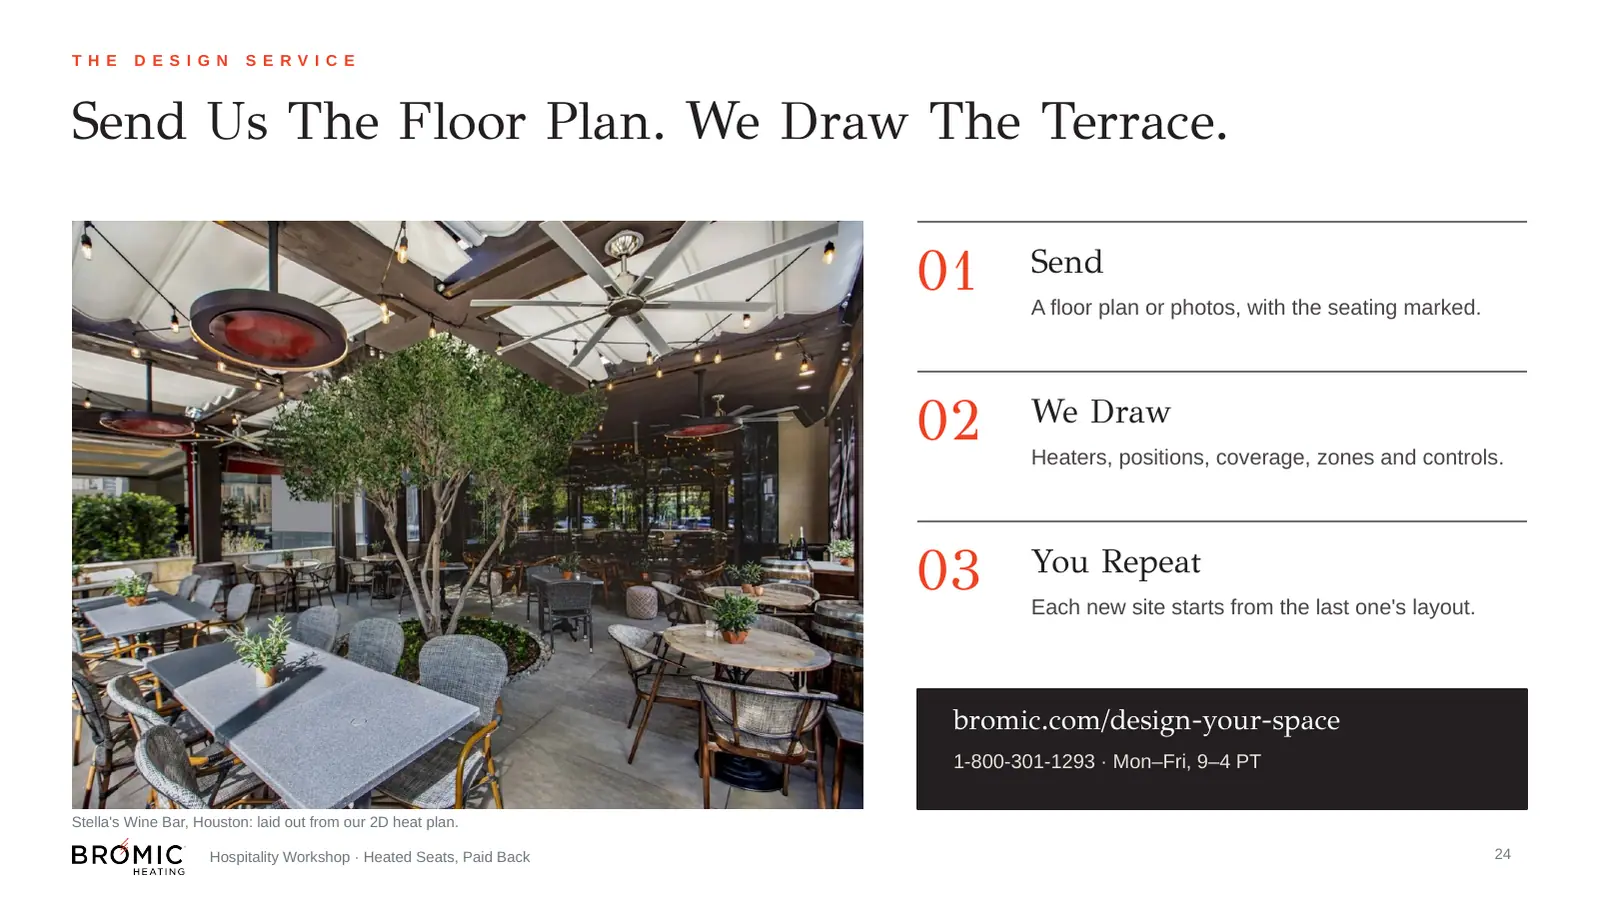 THE DESIGN SERVICE
Send Us The Floor Plan. We Draw The Terrace.
01
Send
A floor plan or photos, with the seating marked.
02
We Draw
Heaters, positions, coverage, zones and controls.
03
You Repeat
Each new site starts from the last one's layout.
bromic.com/design-your-space
1-800-301-1293 · Mon–Fri, 9–4 PT
Stella's Wine Bar, Houston: laid out from our 2D heat plan.
BROMIC
HEATING
Hospitality Workshop · Heated Seats, Paid Back
24